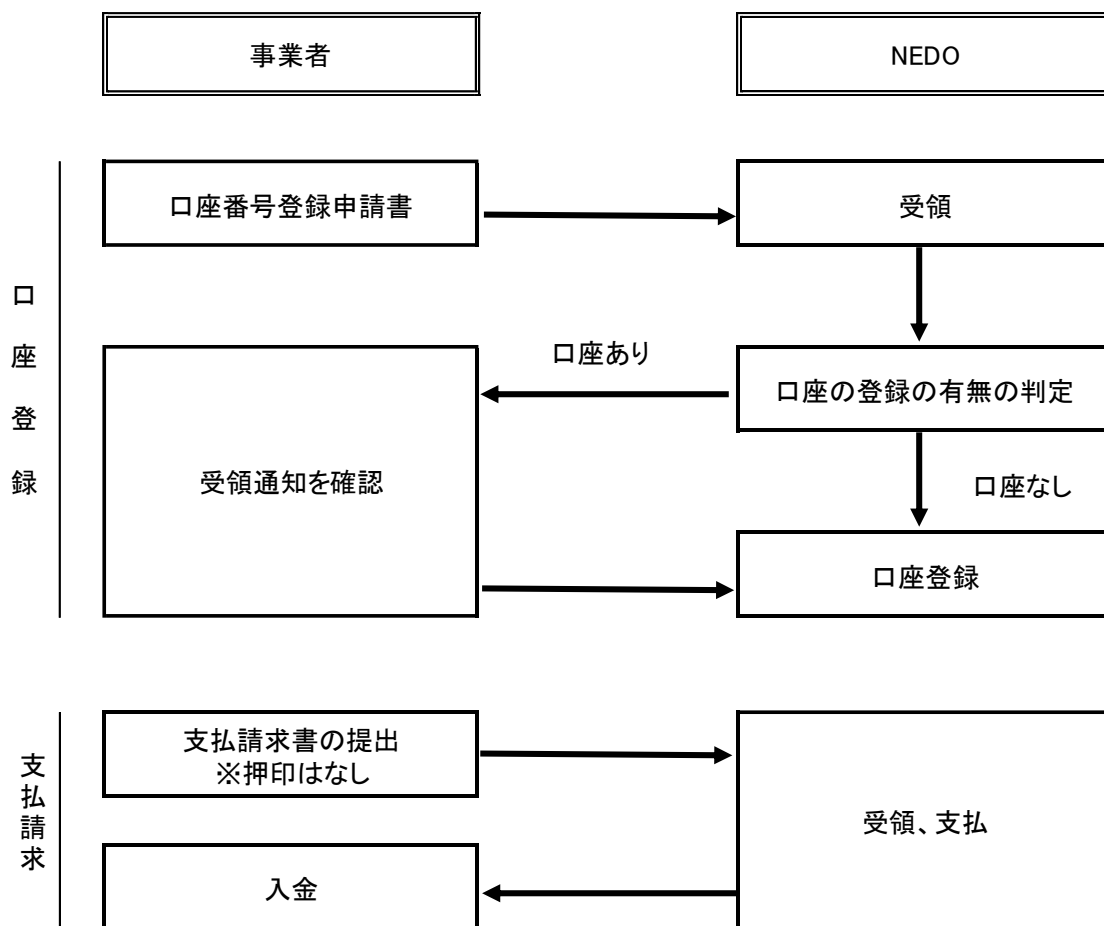 事業者
NEDO
口座登録
口座番号登録申請書
受領
口座あり
口座の登録の有無の判定
受領通知を確認
口座なし
口座登録
支払請求
支払請求書の提出
※押印はなし
受領、支払
入金